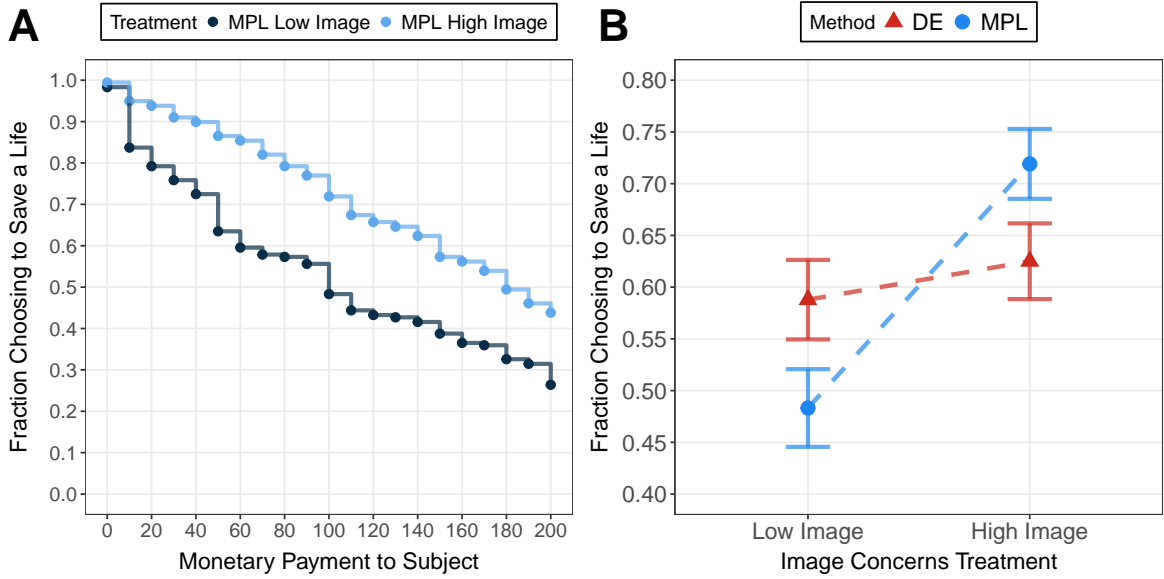 A
Treatment MPL Low Image MPL High Image
Fraction Choosing to Save a Life
1.0
0.9
0.8
0.7
0.6
0.5
0.4
0.3
0.2
0.1
0.0
0 20 40 60 80 100 120 140 160 180 200
Monetary Payment to Subject
B
Method DE MPL
Fraction Choosing to Save a Life
0.80
0.75
0.70
0.65
0.60
0.55
0.50
0.45
0.40
Low Image High Image
Image Concerns Treatment